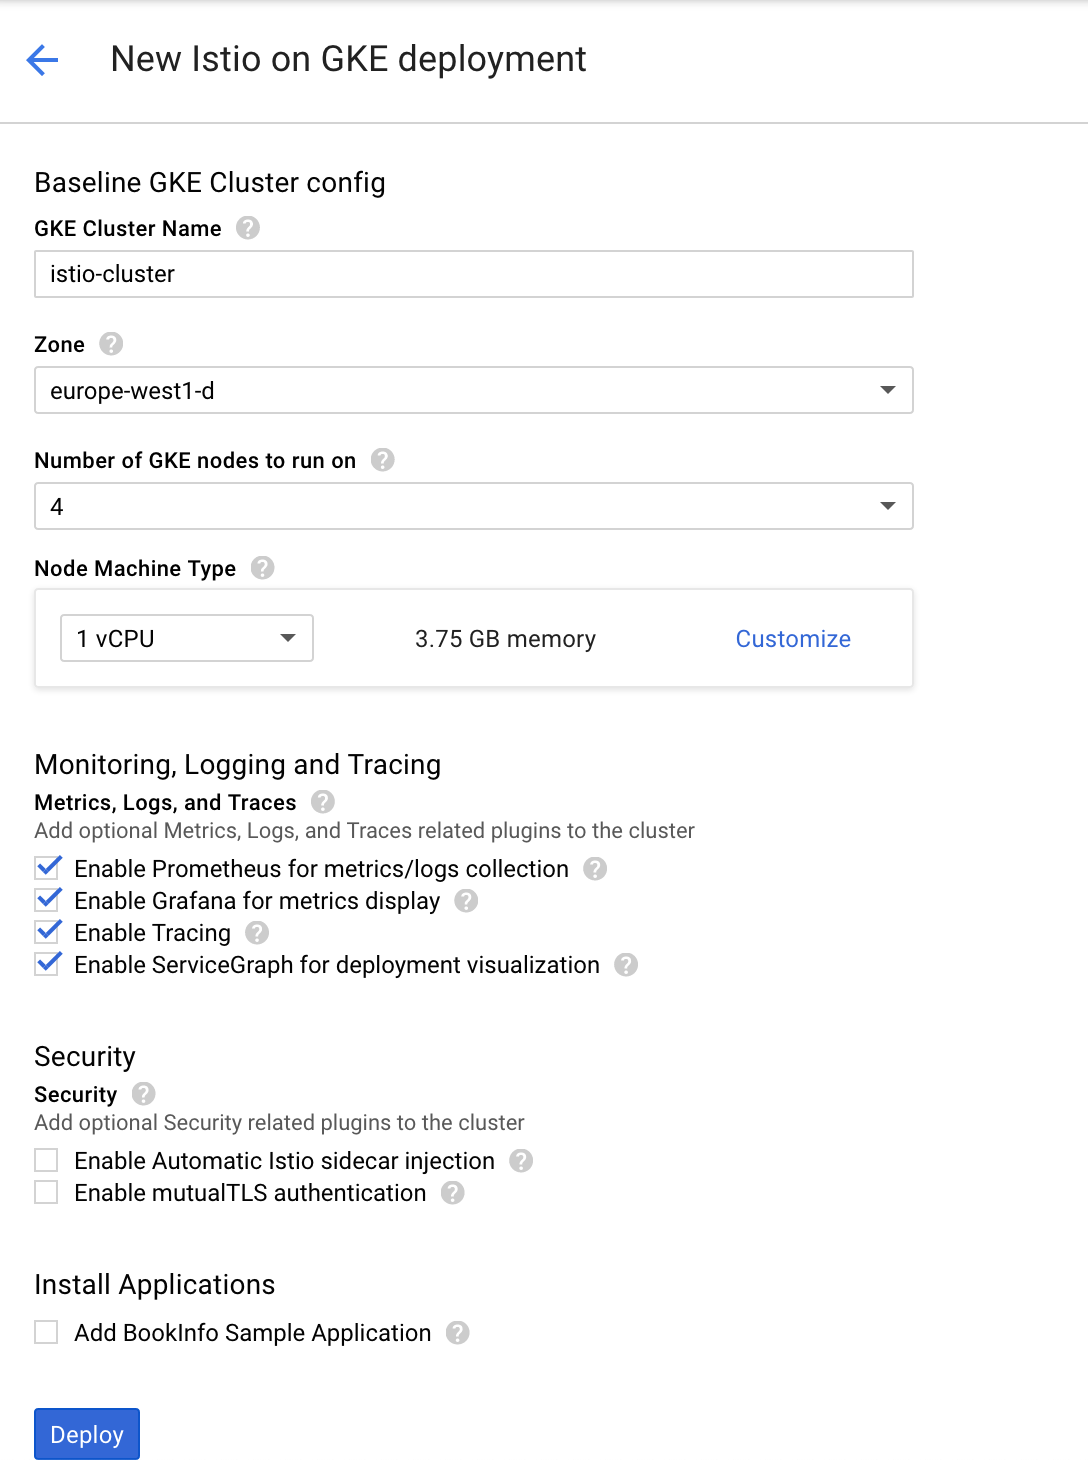 New Istio on GKE deployment
Baseline GKE Cluster config
GKE Cluster Name ?
istio-cluster
Zone ?
europe-west1-d
Number of GKE nodes to run on ?
4
Node Machine Type ?
1 vCPU 3.75 GB memory Customize
Monitoring, Logging and Tracing
Metrics, Logs, and Traces ?
Add optional Metrics, Logs, and Traces related plugins to the cluster
Enable Prometheus for metrics/logs collection ?
Enable Grafana for metrics display ?
Enable Tracing ?
Enable ServiceGraph for deployment visualization ?
Security
Security ?
Add optional Security related plugins to the cluster
Enable Automatic Istio sidecar injection ?
Enable mutualTLS authentication ?
Install Applications
Add BookInfo Sample Application ?
Deploy